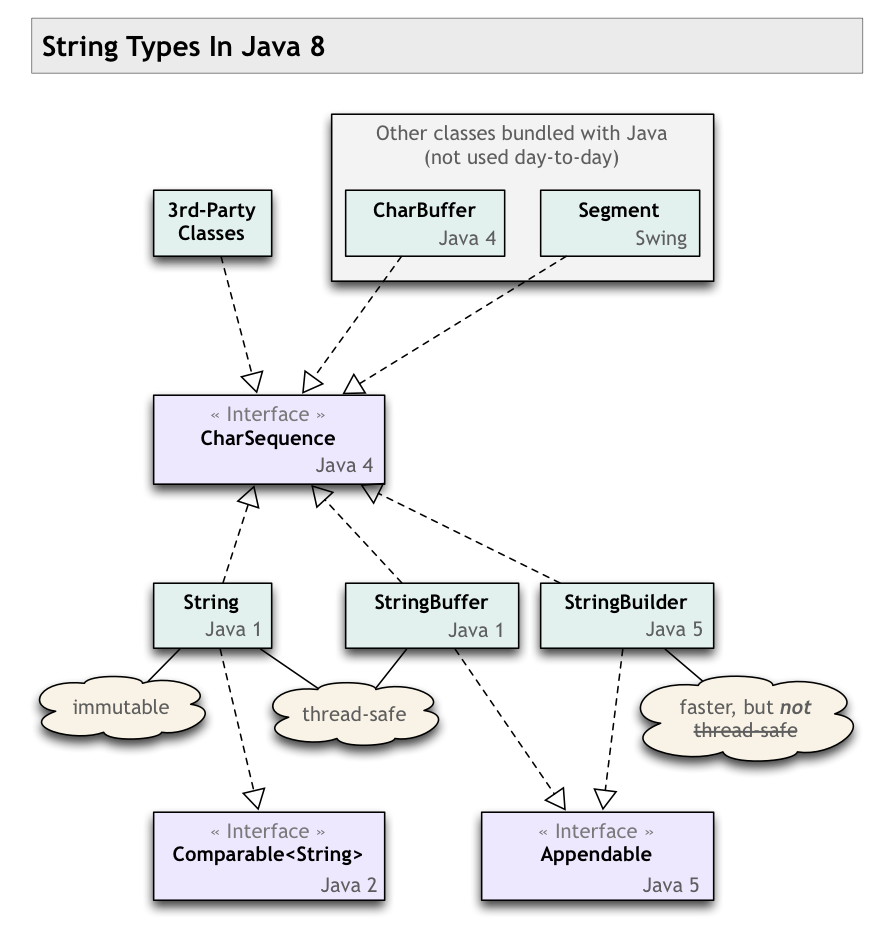 String Types In Java 8
Other classes bundled with Java
(not used day-to-day)
3rd-Party
Classes
CharBuffer
Java 4
Segment
Swing
« Interface »
CharSequence
Java 4
String
Java 1
StringBuffer
Java 1
StringBuilder
Java 5
immutable
thread-safe
faster, but not
thread-safe
« Interface »
Comparable<String>
Java 2
« Interface »
Appendable
Java 5